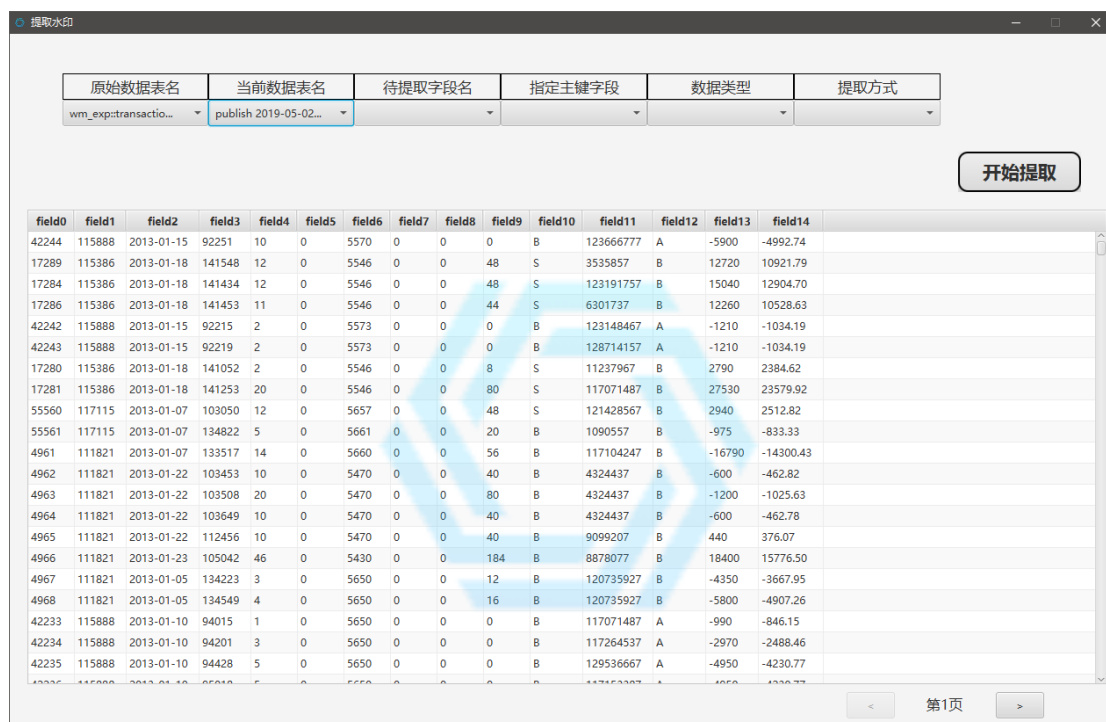 提取水印
原始数据表名 当前数据表名 待提取字段名 指定主键字段 数据类型 提取方式
wm_exp::transactio... publish 2019-05-02...
开始提取
field0 field1 field2 field3 field4 field5 field6 field7 field8 field9 field10 field11 field12 field13 field14
42244 115888 2013-01-15 92251 10 0 5570 0 0 0 B 123666777 A -5900 -4992.74
17289 115386 2013-01-18 141548 12 0 5546 0 0 48 S 3535857 B 12720 10921.79
17284 115386 2013-01-18 141434 12 0 5546 0 0 48 S 123191757 B 15040 12904.70
17286 115386 2013-01-18 141453 11 0 5546 0 0 44 S 6301737 B 12260 10528.63
42242 115888 2013-01-15 92215 2 0 5573 0 0 0 B 123148467 A -1210 -1034.19
42243 115888 2013-01-15 92219 2 0 5573 0 0 0 B 128714157 A -1210 -1034.19
17280 115386 2013-01-18 141052 2 0 5546 0 0 8 S 11237967 B 2790 2384.62
17281 115386 2013-01-18 141253 20 0 5546 0 0 80 S 117071487 B 27530 23579.92
55560 117115 2013-01-07 103050 12 0 5657 0 0 48 S 121428567 B 2940 2512.82
55561 117115 2013-01-07 134822 5 0 5661 0 0 20 B 1090557 B -975 -833.33
4961 111821 2013-01-07 133517 14 0 5660 0 0 56 B 117104247 B -16790 -14300.43
4962 111821 2013-01-22 103453 10 0 5470 0 0 40 B 4324437 B -600 -462.82
4963 111821 2013-01-22 103508 20 0 5470 0 0 80 B 4324437 B -1200 -1025.63
4964 111821 2013-01-22 103649 10 0 5470 0 0 40 B 4324437 B -600 -462.78
4965 111821 2013-01-22 112456 10 0 5470 0 0 40 B 9099207 B 440 376.07
4966 111821 2013-01-23 105042 46 0 5430 0 0 184 B 8878077 B 18400 15776.50
4967 111821 2013-01-05 134223 3 0 5650 0 0 12 B 120735927 B -4350 -3667.95
4968 111821 2013-01-05 134549 4 0 5650 0 0 16 B 120735927 B -5800 -4907.26
42233 115888 2013-01-10 94015 1 0 5650 0 0 0 B 117071487 A -990 -846.15
42234 115888 2013-01-10 94201 3 0 5650 0 0 0 B 117264537 A -2970 -2488.46
42235 115888 2013-01-10 94428 5 0 5650 0 0 0 B 129536667 A -4950 -4230.77
< 第1页 >